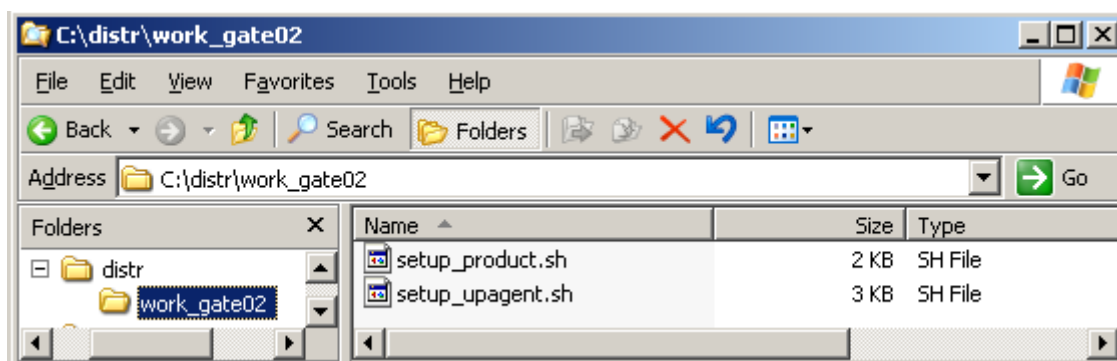 C:\distr\work_gate02
File Edit View Favorites Tools Help
Back Search Folders
Address C:\distr\work_gate02 Go
Folders Name Size Type
distr setup_product.sh 2 KB SH File
work_gate02 setup_upagent.sh 3 KB SH File